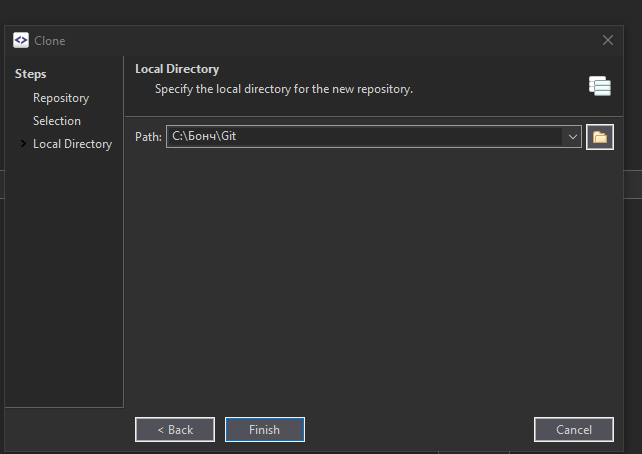 Clone
Steps
Repository
Selection
Local Directory
Local Directory
Specify the local directory for the new repository.
Path: C:\Бонч\Git
< Back
Finish
Cancel